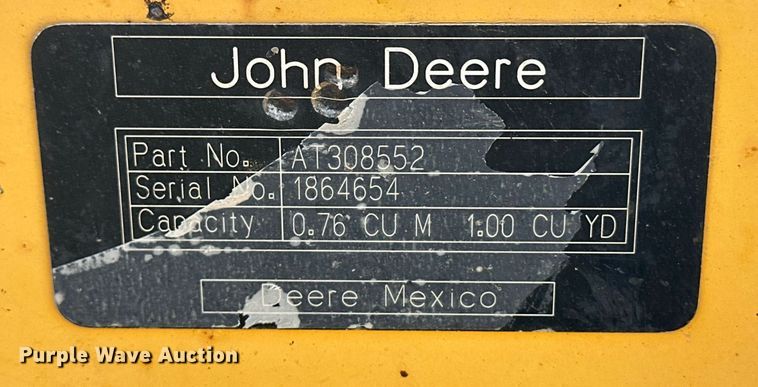 John Deere
Part No. AT308552
Serial No. 1864654
Capacity 0.76 CU M 1.00 CU YD
Deere Mexico
Purple Wave Auction